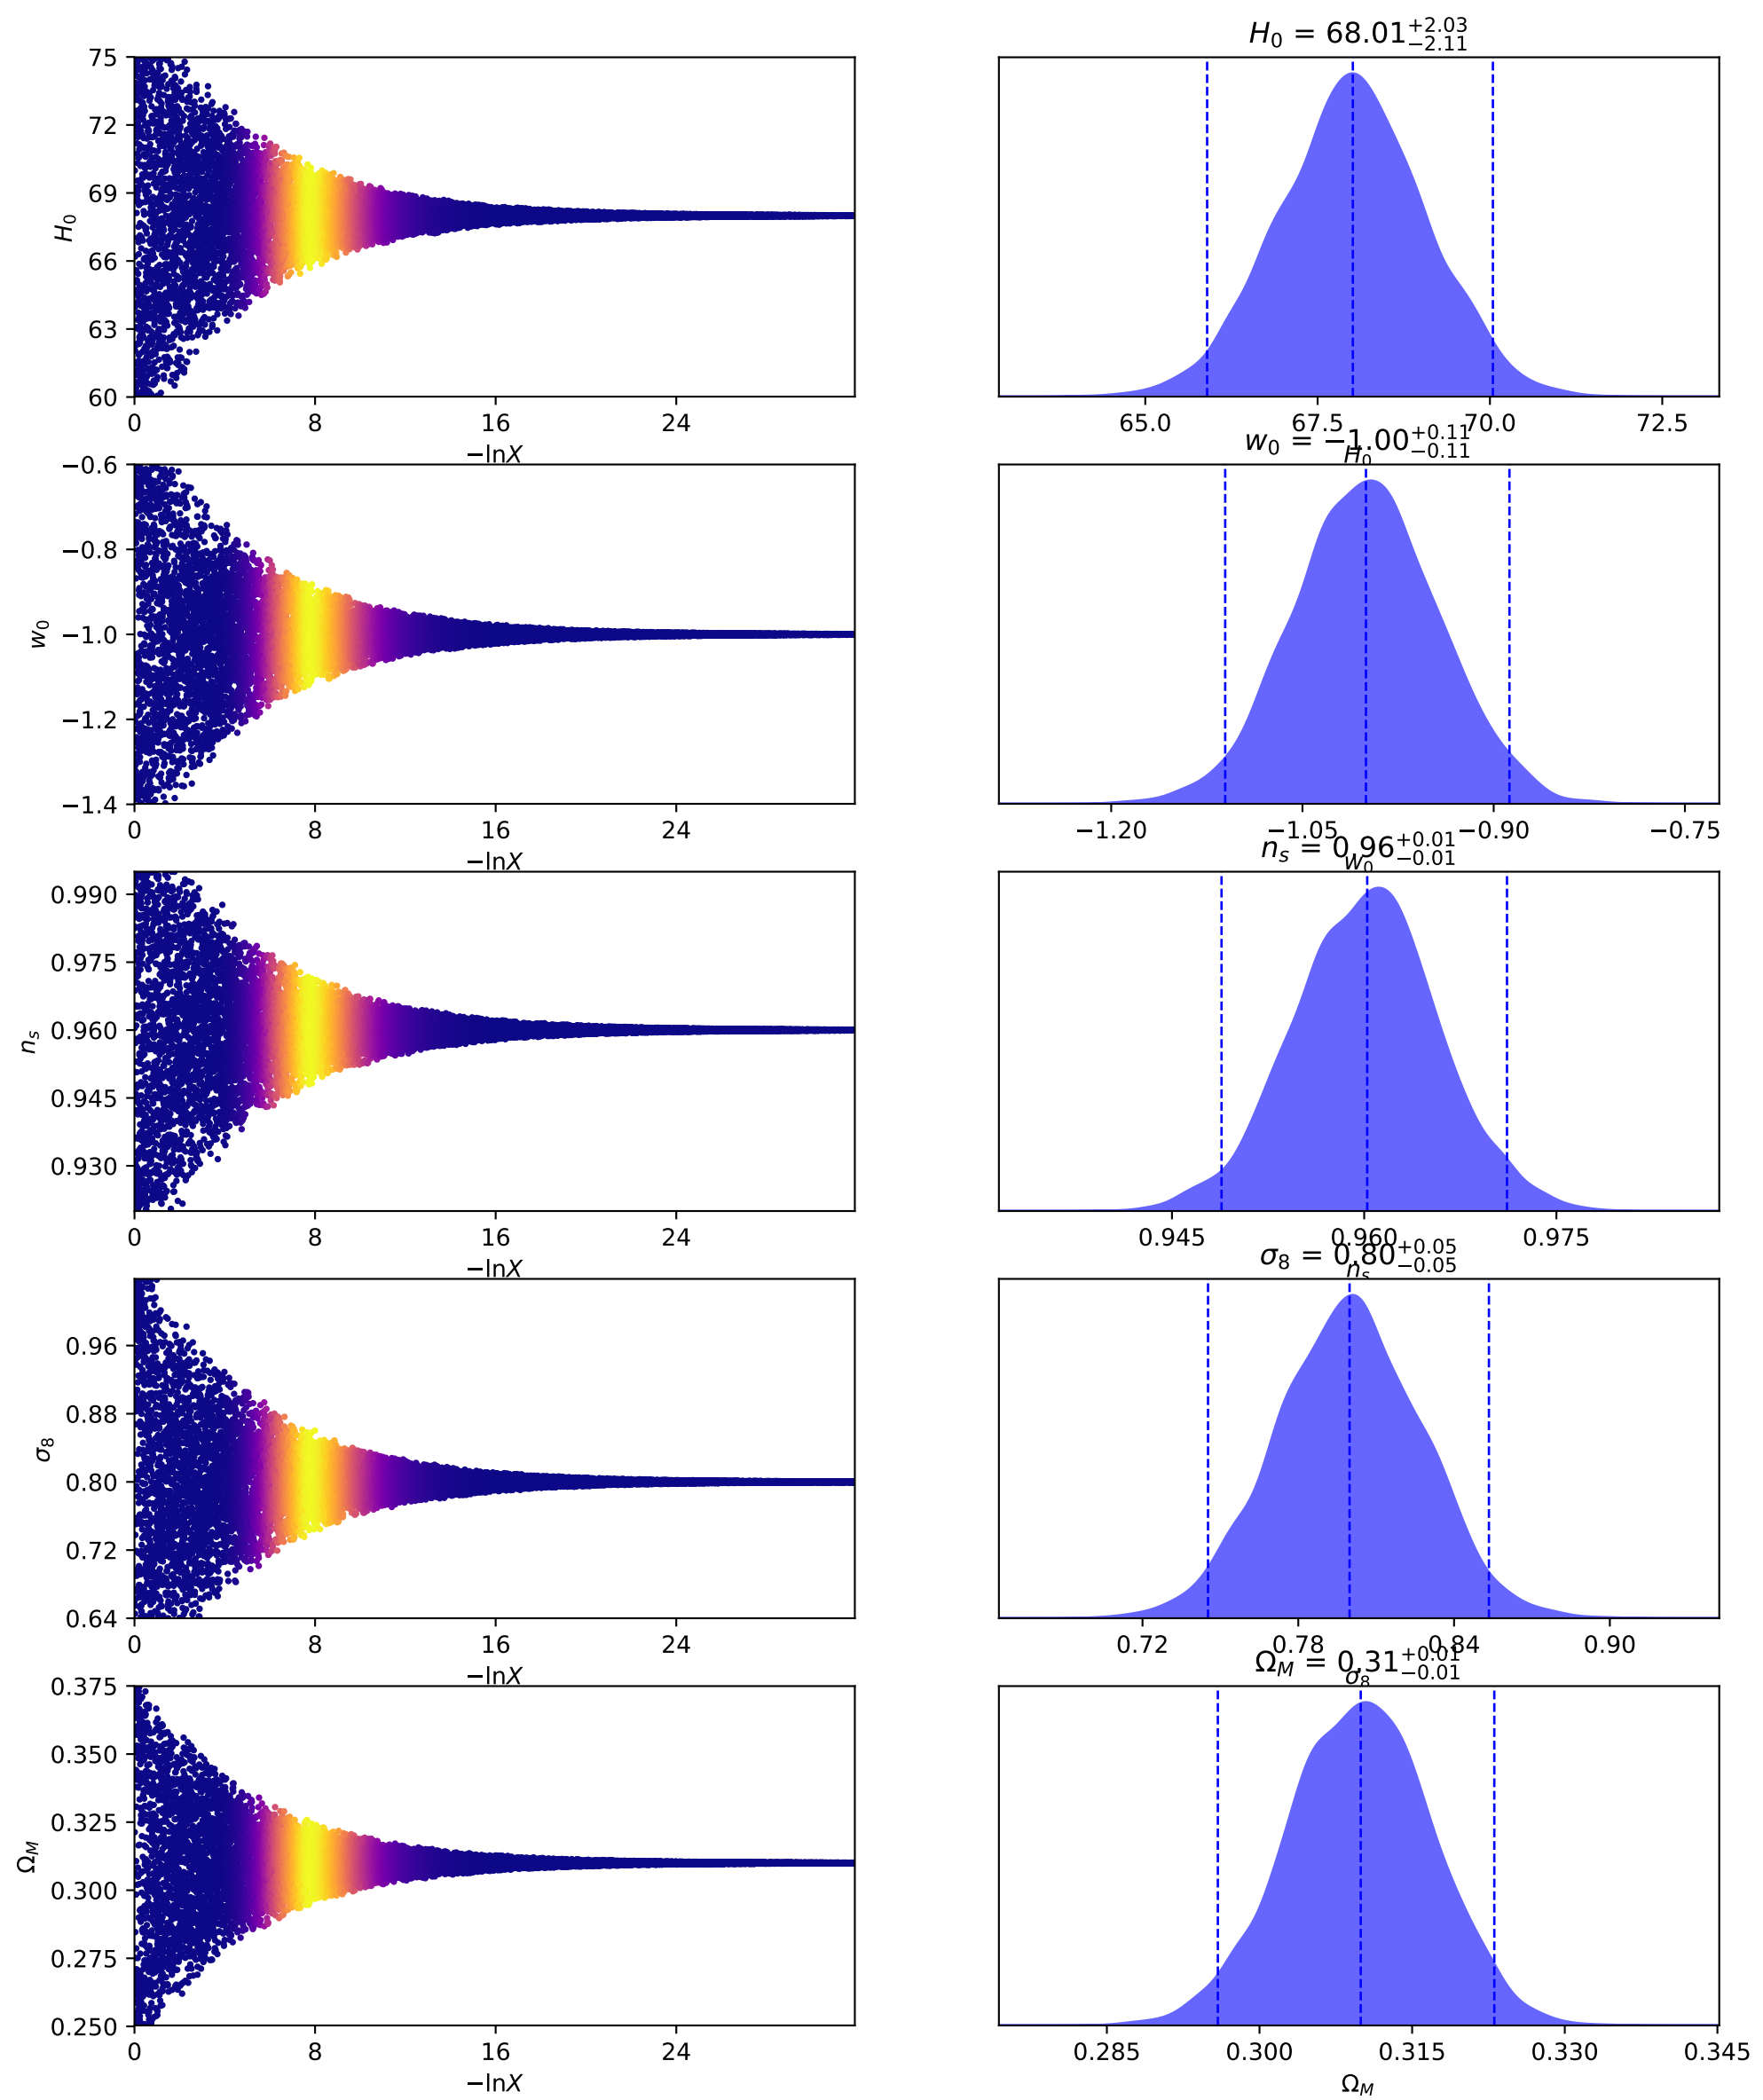 H₀ = 68.01+2.03−2.11
75
72
69
66
63
60
H₀
0 8 16 24
−lnX
65.0 67.5 70.0 72.5
H₀
w₀ = −1.00+0.11−0.11
−0.6
−0.8
−1.0
−1.2
−1.4
w₀
0 8 16 24
−lnX
−1.20 −1.05 −0.90 −0.75
w₀
nₛ = 0.96+0.01−0.01
0.990
0.975
0.960
0.945
0.930
nₛ
0 8 16 24
−lnX
0.945 0.960 0.975
nₛ
σ₈ = 0.80+0.05−0.05
0.96
0.88
0.80
0.72
0.64
σ₈
0 8 16 24
−lnX
0.72 0.78 0.84 0.90
σ₈
Ω_M = 0.31+0.01−0.01
0.375
0.350
0.325
0.300
0.275
0.250
Ω_M
0 8 16 24
−lnX
0.285 0.300 0.315 0.330 0.345
Ω_M